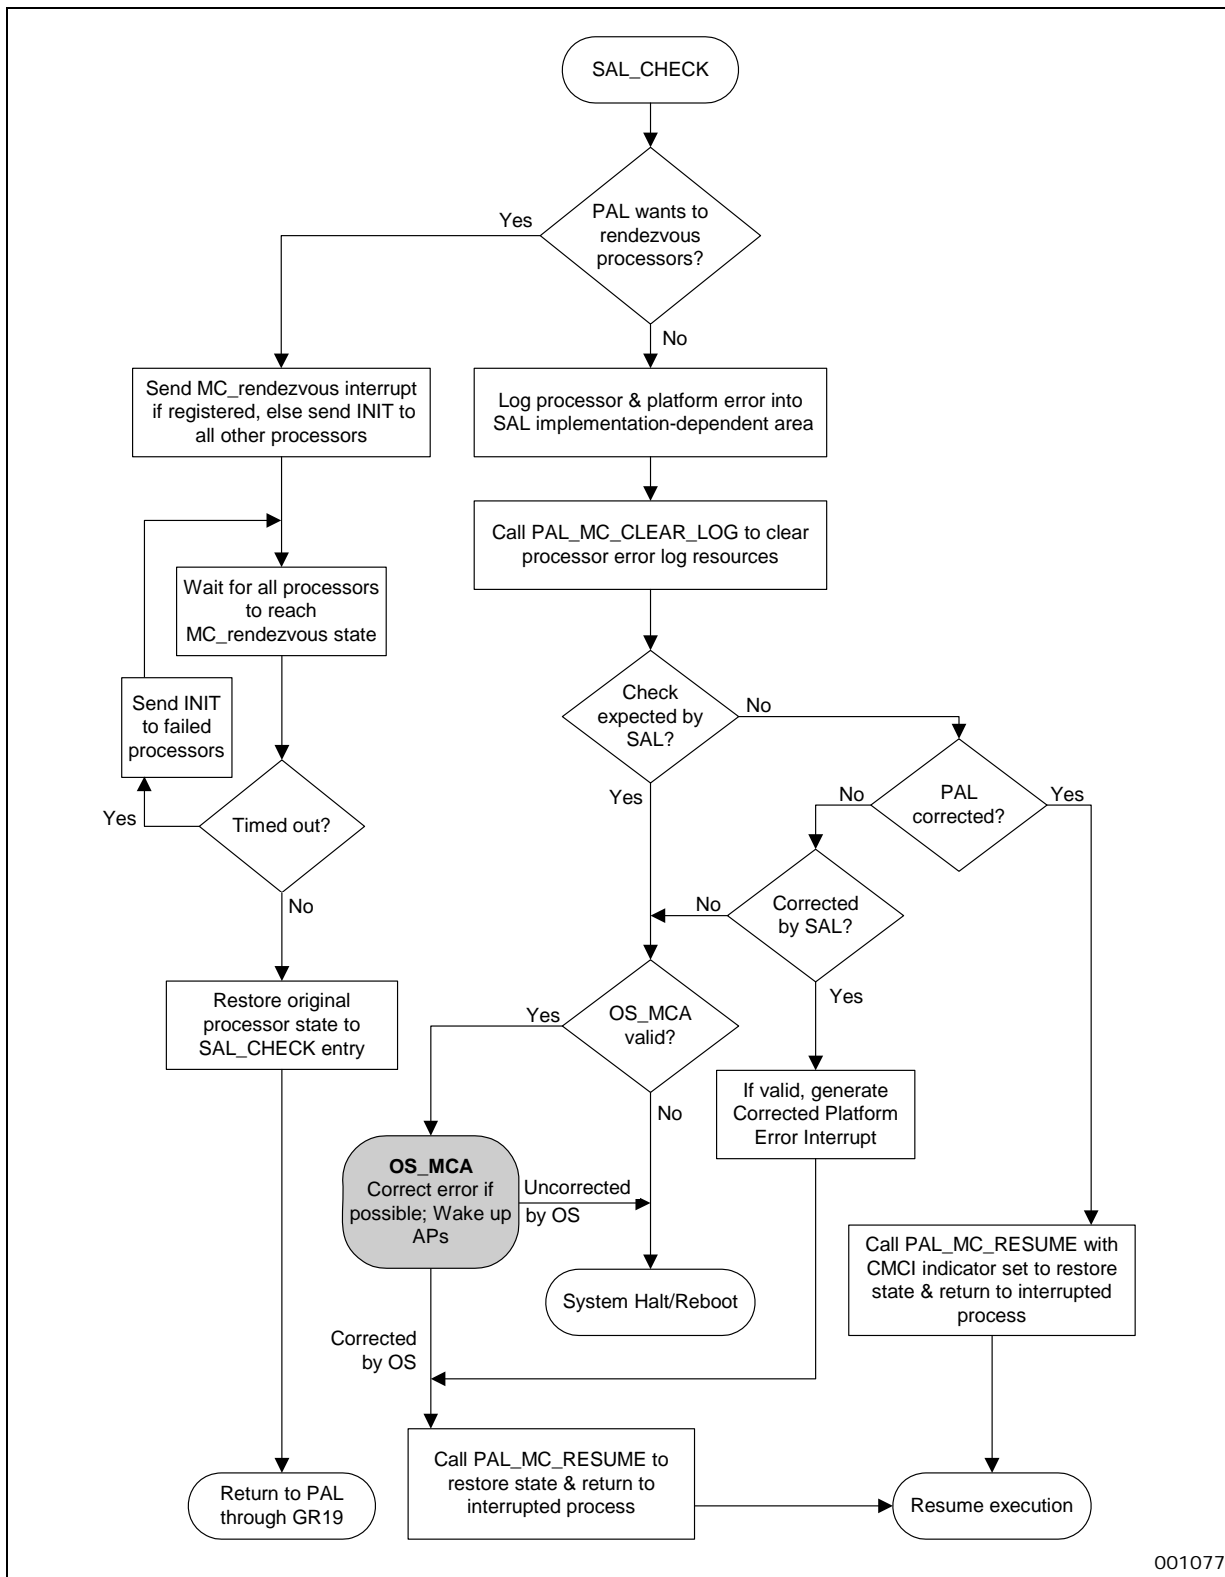 SAL_CHECK
PAL wants to
rendezvous
processors?
Yes
No
Send MC_rendezvous interrupt
if registered, else send INIT to
all other processors
Log processor & platform error into
SAL implementation-dependent area
Call PAL_MC_CLEAR_LOG to clear
processor error log resources
Wait for all processors
to reach
MC_rendezvous state
Send INIT
to failed
processors
Check
expected by
SAL?
No
Yes
Timed out?
Yes
No
PAL
corrected?
No
Yes
Corrected
by SAL?
No
Yes
Restore original
processor state to
SAL_CHECK entry
OS_MCA
valid?
Yes
No
If valid, generate
Corrected Platform
Error Interrupt
OS_MCA
Correct error if
possible; Wake up
APs
Uncorrected
by OS
System Halt/Reboot
Call PAL_MC_RESUME with
CMCI indicator set to restore
state & return to interrupted
process
Corrected
by OS
Call PAL_MC_RESUME to
restore state & return to
interrupted process
Return to PAL
through GR19
Resume execution
001077